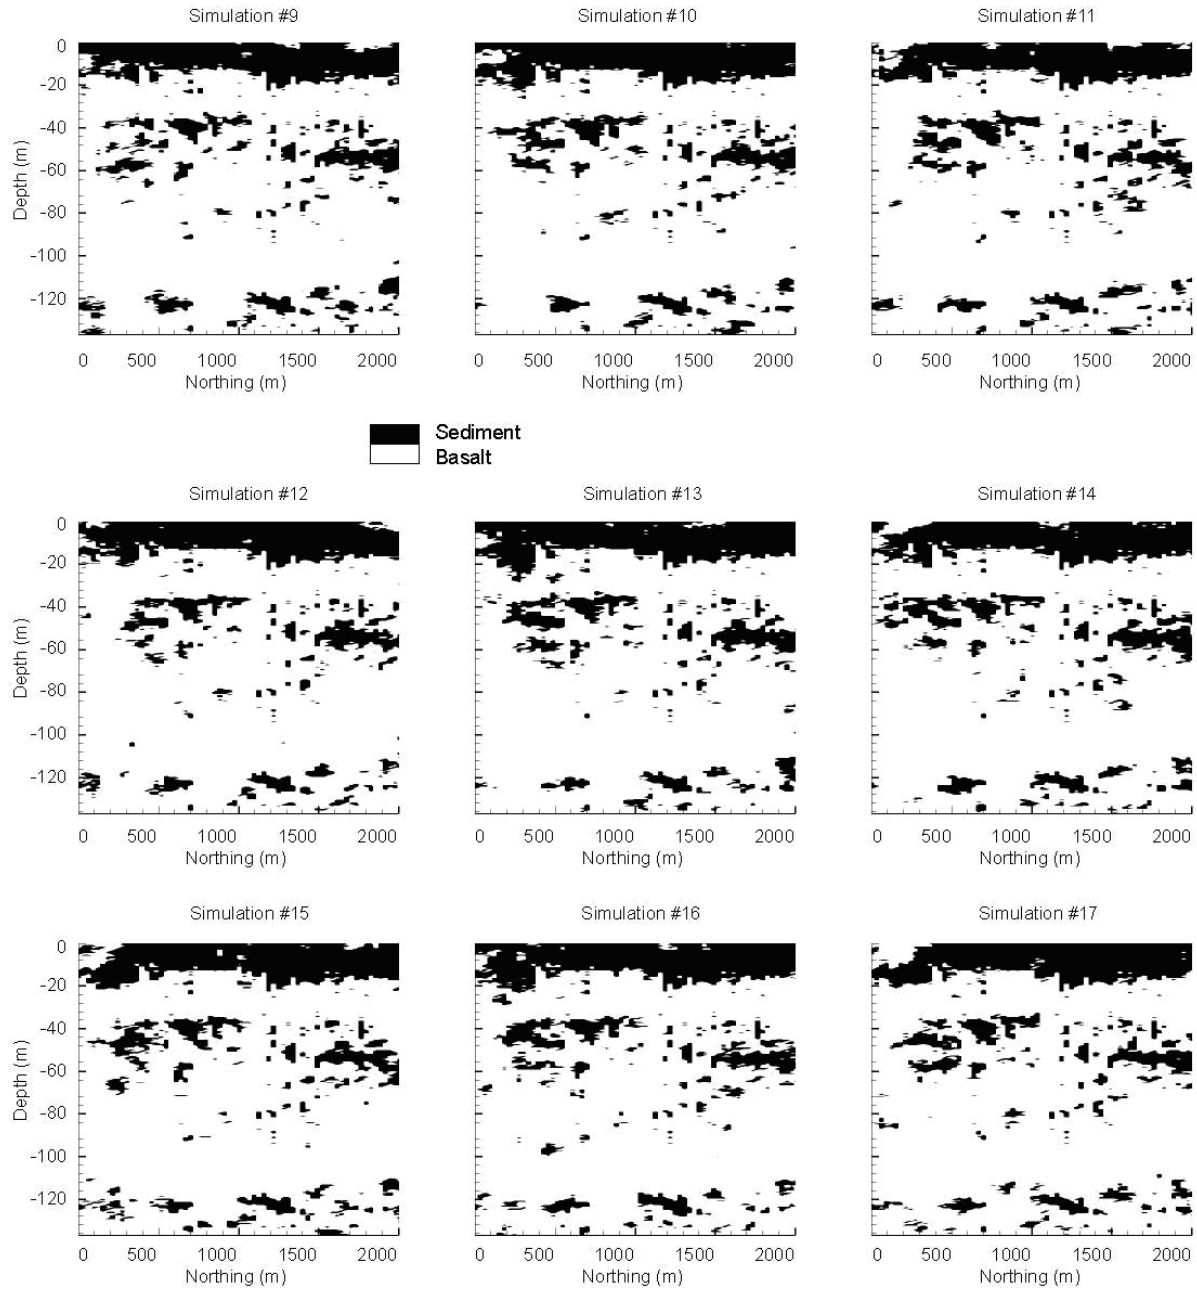 Simulation #9 Simulation #10 Simulation #11
0
-20
-40
-60
-80
-100
-120
Depth (m)
0 500 1000 1500 2000 0 500 1000 1500 2000 0 500 1000 1500 2000
Northing (m) Northing (m) Northing (m)
Sediment
Basalt
Simulation #12 Simulation #13 Simulation #14
0
-20
-40
-60
-80
-100
-120
Depth (m)
0 500 1000 1500 2000 0 500 1000 1500 2000 0 500 1000 1500 2000
Northing (m) Northing (m) Northing (m)
Simulation #15 Simulation #16 Simulation #17
0
-20
-40
-60
-80
-100
-120
Depth (m)
0 500 1000 1500 2000 0 500 1000 1500 2000 0 500 1000 1500 2000
Northing (m) Northing (m) Northing (m)